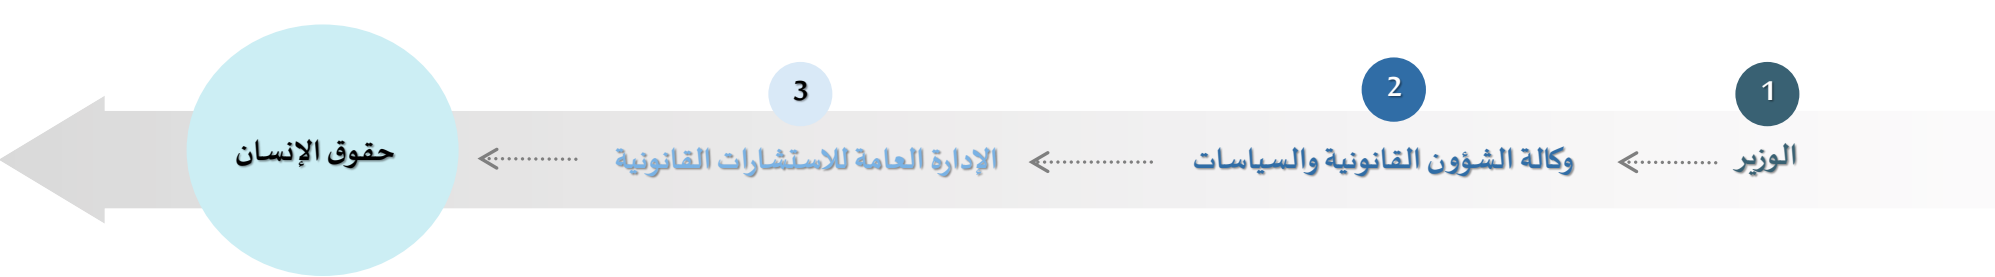 1
الوزير
2
وكالة الشؤون القانونية والسياسات
3
الإدارة العامة للاستشارات القانونية
حقوق الإنسان